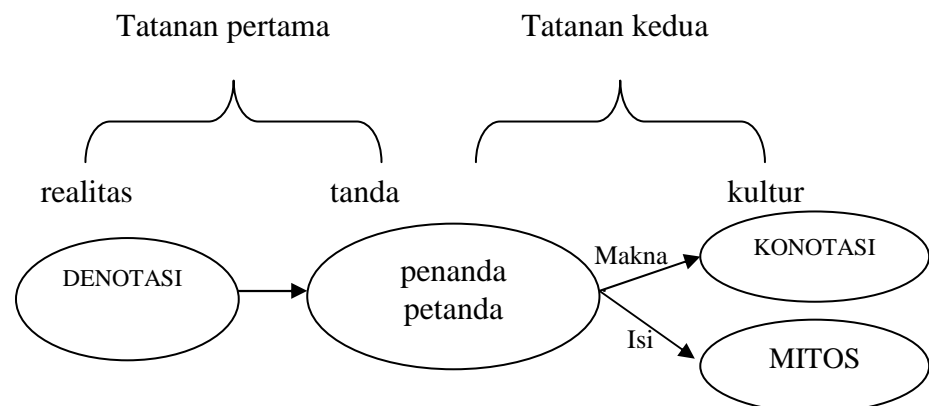 Tatanan pertama Tatanan kedua
realitas tanda kultur
DENOTASI
penanda
petanda
Makna
KONOTASI
Isi
MITOS